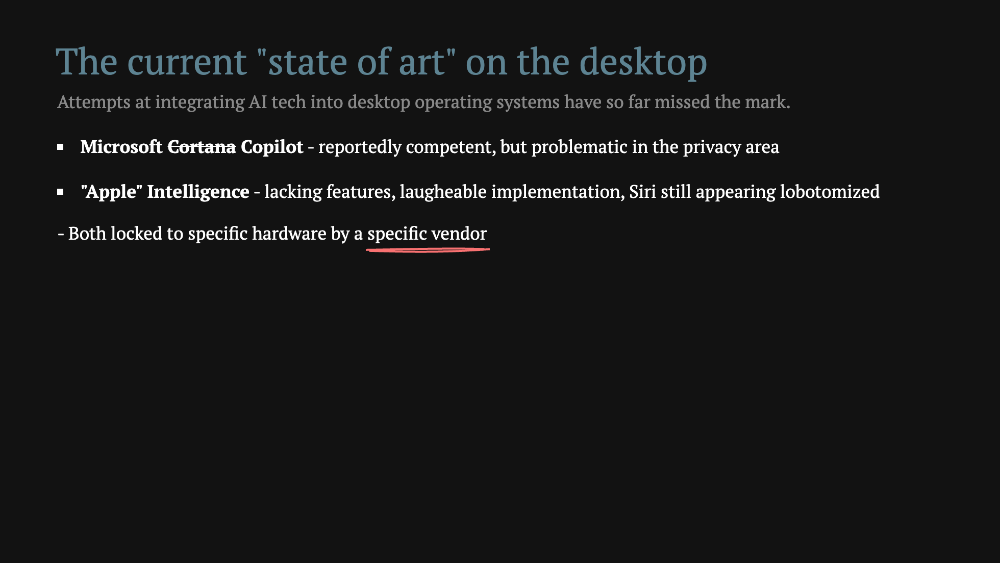 The current "state of art" on the desktop
Attempts at integrating AI tech into desktop operating systems have so far missed the mark.
▪ Microsoft Cortana Copilot - reportedly competent, but problematic in the privacy area
▪ "Apple" Intelligence - lacking features, laugheable implementation, Siri still appearing lobotomized
- Both locked to specific hardware by a specific vendor